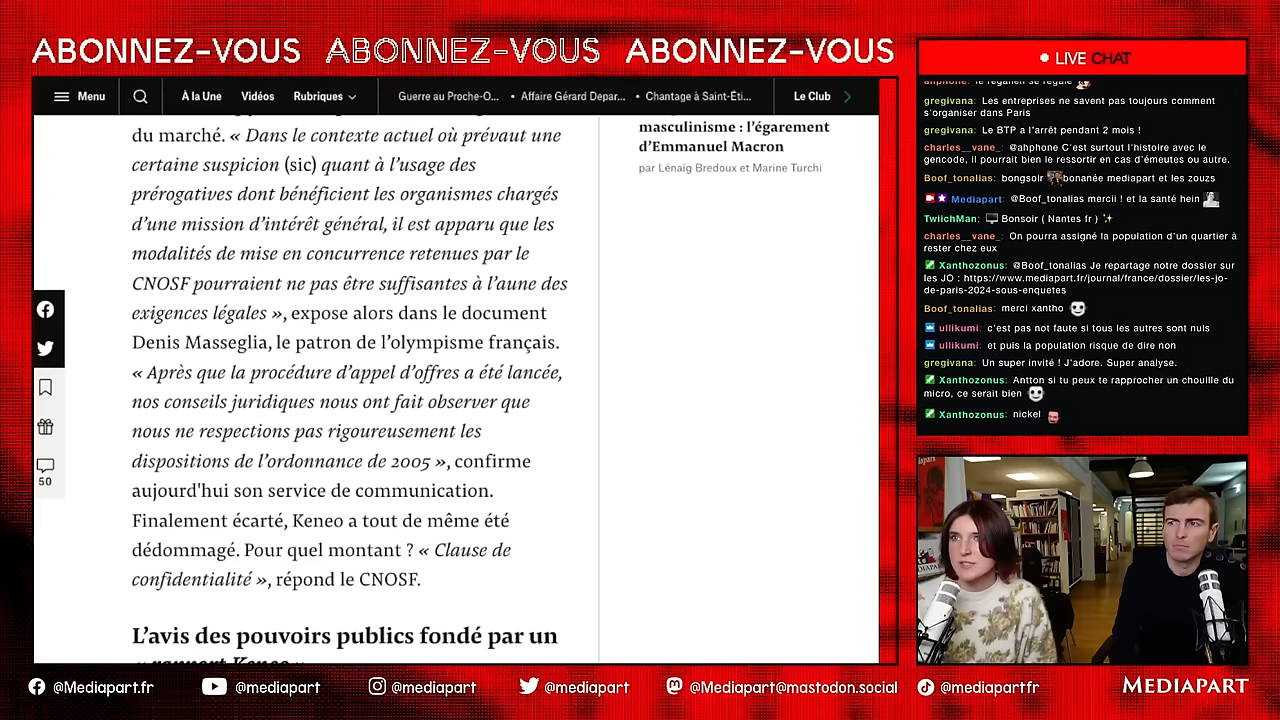 ABONNEZ-VOUS ABONNEZ-VOUS ABONNEZ-VOUS
Menu
À la Une Vidéos Rubriques
Guerre au Proche-O... • Affaire Gérard Depar... • Chantage à Saint-Éti...
Le Club
du marché. « Dans le contexte actuel où prévaut une
certaine suspicion (sic) quant à l'usage des
prérogatives dont bénéficient les organismes chargés
d'une mission d'intérêt général, il est apparu que les
modalités de mise en concurrence retenues par le
CNOSF pourraient ne pas être suffisantes à l'aune des
exigences légales », expose alors dans le document
Denis Masseglia, le patron de l'olympisme français.
« Après que la procédure d'appel d'offres a été lancée,
nos conseils juridiques nous ont fait observer que
nous ne respections pas rigoureusement les
dispositions de l'ordonnance de 2005 », confirme
aujourd'hui son service de communication.
Finalement écarté, Keneo a tout de même été
dédommagé. Pour quel montant ? « Clause de
confidentialité », répond le CNOSF.
L'avis des pouvoirs publics fondé par un
« rapport Keneo »
50
masculinisme : l'égarement
d'Emmanuel Macron
par Lénaïg Bredoux et Marine Turchi
LIVE CHAT
ahphone: le régalien se régale
gregivana: Les entreprises ne savent pas toujours comment
s'organiser dans Paris
gregivana: Le BTP a l'arrêt pendant 2 mois !
charles__vane_: @ahphone C'est surtout l'histoire avec le
gencode, il pourrait bien le ressortir en cas d'émeutes ou autre.
Boof_tonalias: bongsoir bonanée mediapart et les zouzs
Mediapart: @Boof_tonalias mercii ! et la santé hein
TwiichMan: Bonsoir ( Nantes fr )
charles__vane_: On pourra assigné la population d'un quartier à
rester chez eux
Xanthozonus: @Boof_tonalias Je repartage notre dossier sur
les JO : https://www.mediapart.fr/journal/france/dossier/les-jo-
de-paris-2024-sous-enquetes
Boof_tonalias: merci xantho
ullikumi: c'est pas not faute si tous les autres sont nuls
ullikumi: et puis la population risque de dire non
gregivana: Un super invité ! J'adore. Super analyse.
Xanthozonus: Antton si tu peux te rapprocher un chouille du
micro, ce serait bien
Xanthozonus: nickel
@Mediapart.fr @mediapart @mediapart @mediapart @Mediapart@mastodon.social @mediapartfr
MEDIAPART